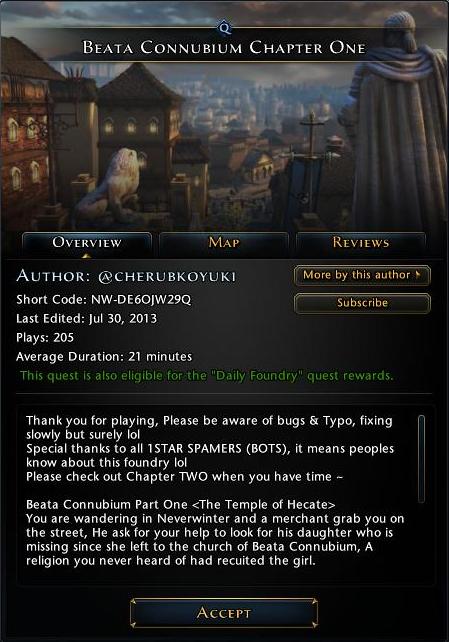 Q
Beata Connubium Chapter One
Overview
Map
Reviews
Author: @cherubkoyuki
More by this author
Short Code: NW-DE6OJW29Q
Subscribe
Last Edited: Jul 30, 2013
Plays: 205
Average Duration: 21 minutes
This quest is also eligible for the "Daily Foundry" quest rewards.
Thank you for playing, Please be aware of bugs & Typo, fixing
slowly but surely lol
Special thanks to all 1STAR SPAMERS (BOTS), it means peoples
know about this foundry lol
Please check out Chapter TWO when you have time ~
Beata Connubium Part One <The Temple of Hecate>
You are wandering in Neverwinter and a merchant grab you on
the street, He ask for your help to look for his daughter who is
missing since she left to the church of Beata Connubium, A
religion you never heard of had recuited the girl.
Accept